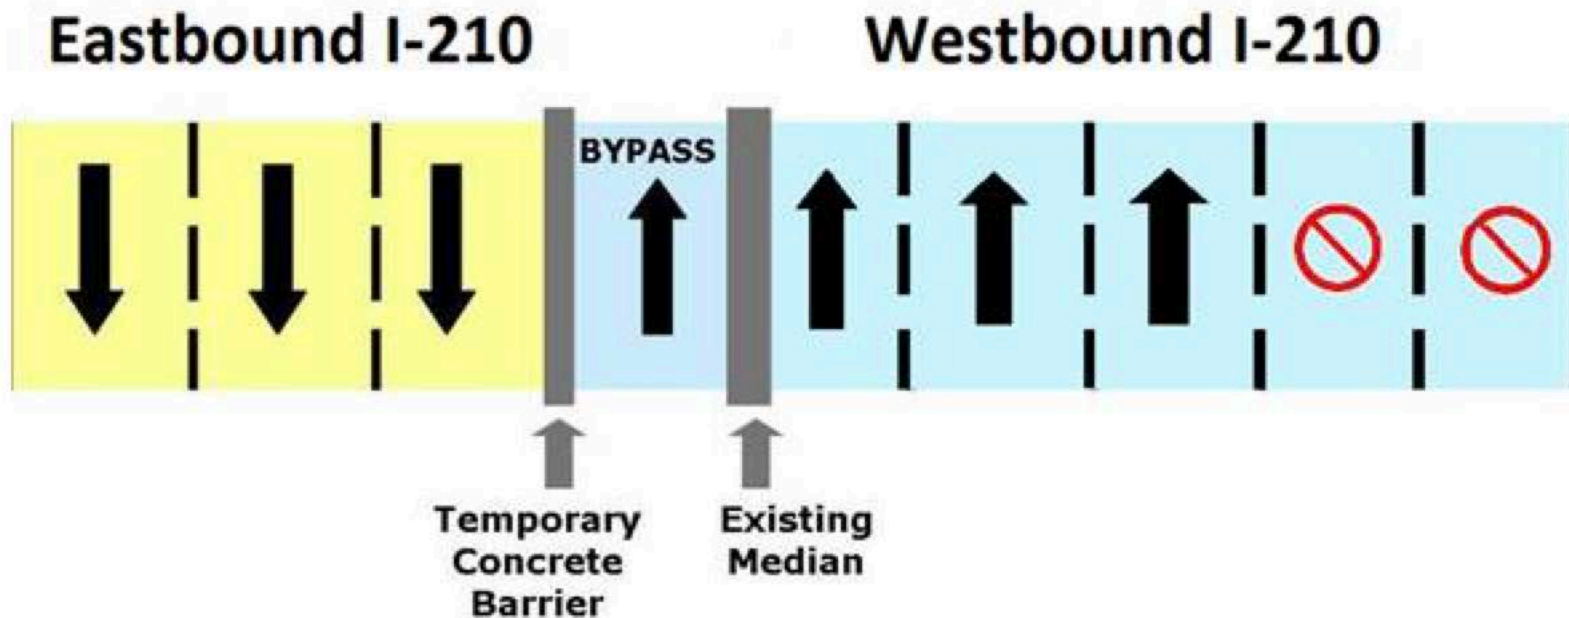 Eastbound I-210
Westbound I-210
BYPASS
Temporary
Concrete
Barrier
Existing
Median